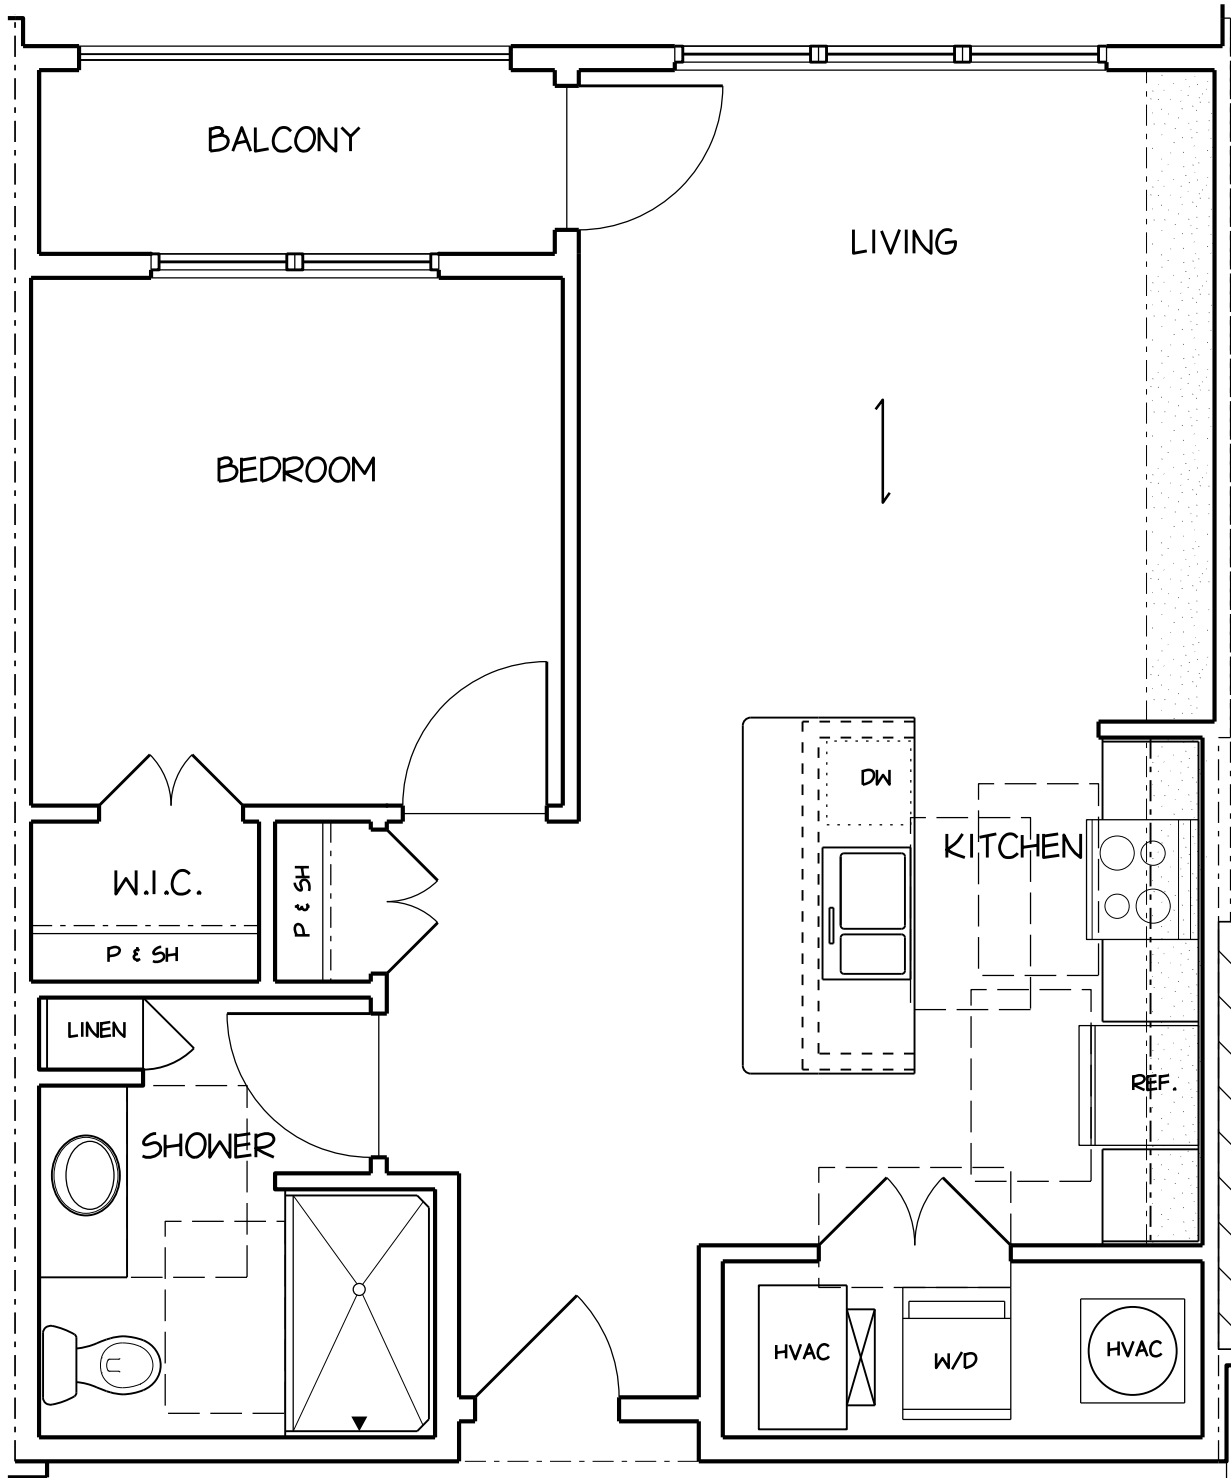 BALCONY
LIVING
BEDROOM
DW
KITCHEN
W.I.C.
P & SH
P & SH
LINEN
REF.
SHOWER
HVAC
W/D
HVAC